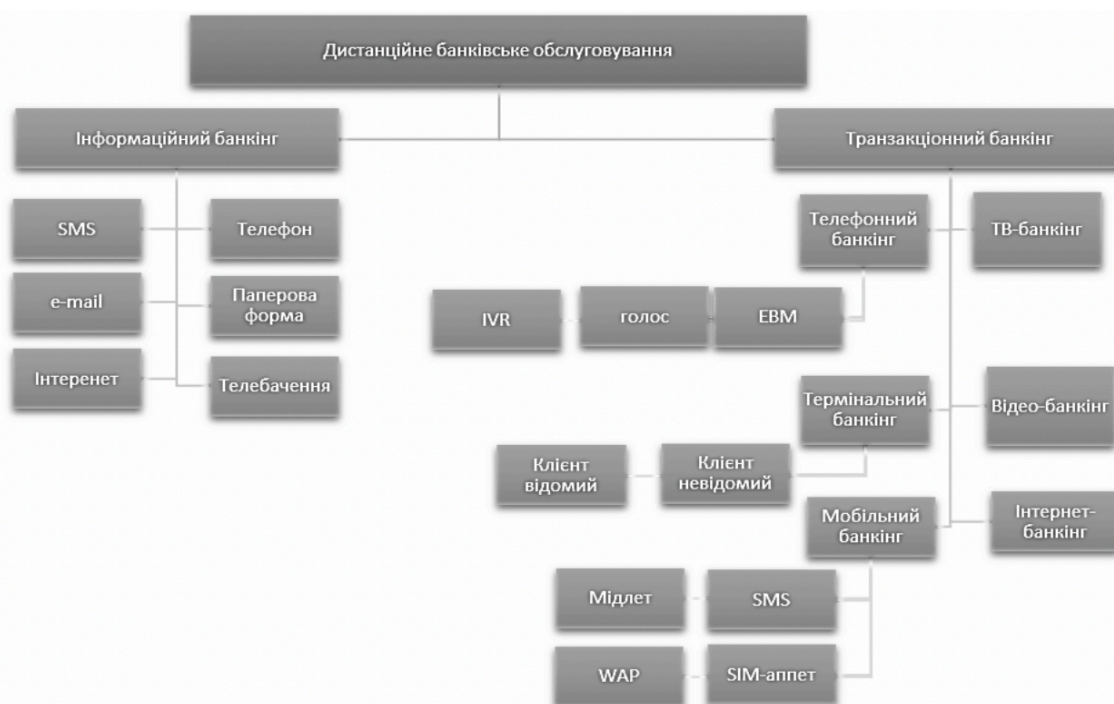 Дистанційне банківське обслуговування
Інформаційний банкінг
Транзакціонний банкінг
SMS
Телефон
e-mail
Паперова
форма
Інтеренет
Телебачення
Телефонний
банкінг
ТВ-банкінг
IVR
голос
ЕВМ
Термінальний
банкінг
Відео-банкінг
Клієнт
відомий
Клієнт
невідомий
Мобільний
банкінг
Інтернет-
банкінг
Мідлет
SMS
WAP
SIM-аппет